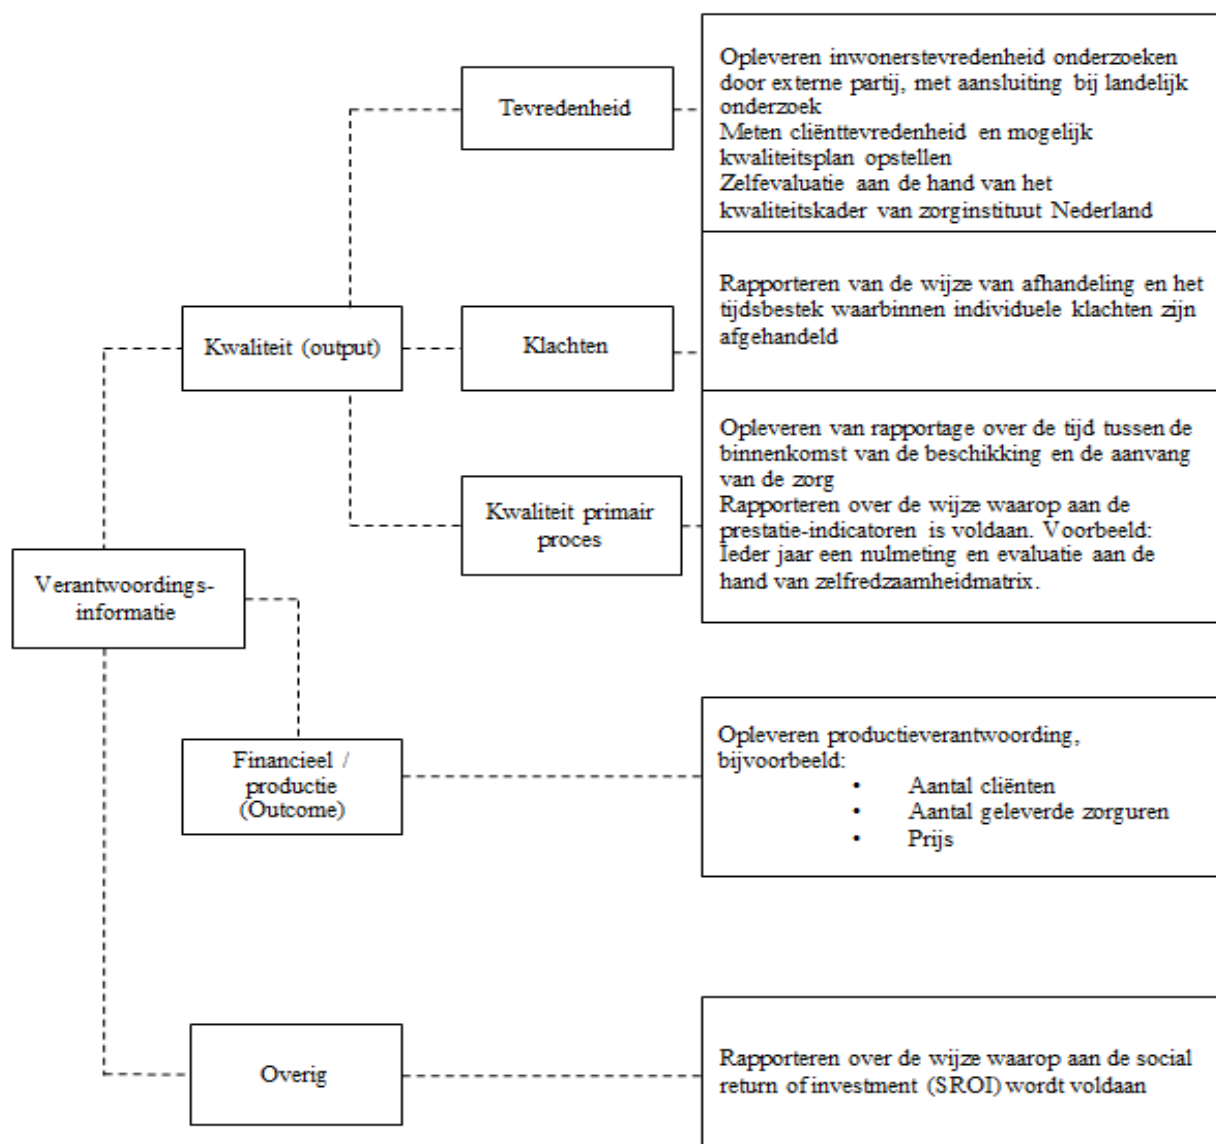 Opleveren inwonerstevredenheid onderzoeken
door externe partij, met aansluiting bij landelijk
onderzoek
Meten cliënttevredenheid en mogelijk
kwaliteitsplan opstellen
Zelfevaluatie aan de hand van het
kwaliteitskader van zorginstituut Nederland
Tevredenheid
Rapporteren van de wijze van afhandeling en het
tijdsbestek waarbinnen individuele klachten zijn
afgehandeld
Kwaliteit (output)
Klachten
Opleveren van rapportage over de tijd tussen de
binnenkomst van de beschikking en de aanvang
van de zorg
Rapporteren over de wijze waarop aan de
prestatie-indicatoren is voldaan. Voorbeeld:
Ieder jaar een nulmeting en evaluatie aan de
hand van zelfredzaamheidmatrix.
Kwaliteit primair
proces
Verantwoordings-
informatie
Financieel /
productie
(Outcome)
Opleveren productieverantwoording,
bijvoorbeeld:
• Aantal cliënten
• Aantal geleverde zorguren
• Prijs
Overig
Rapporteren over de wijze waarop aan de social
return of investment (SROI) wordt voldaan